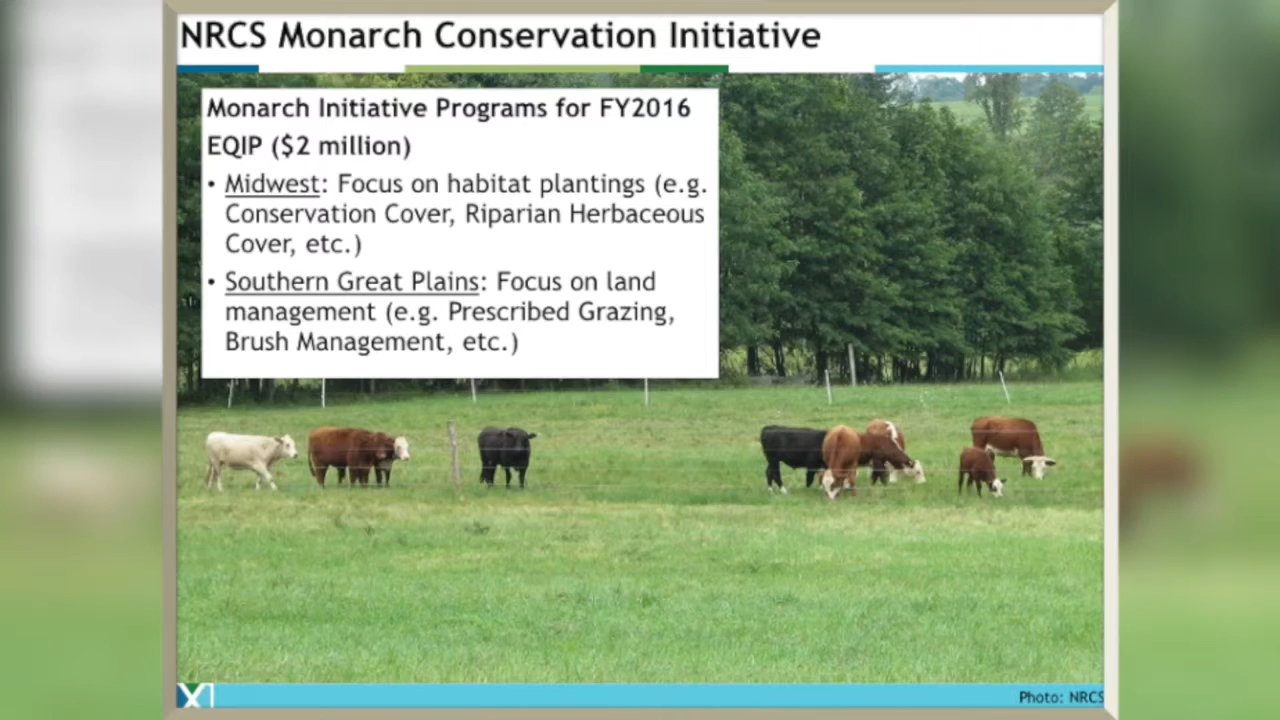 NRCS Monarch Conservation Initiative
Monarch Initiative Programs for FY2016
EQIP ($2 million)
• Midwest: Focus on habitat plantings (e.g.
Conservation Cover, Riparian Herbaceous
Cover, etc.)
• Southern Great Plains: Focus on land
management (e.g. Prescribed Grazing,
Brush Management, etc.)
Photo: NRCS